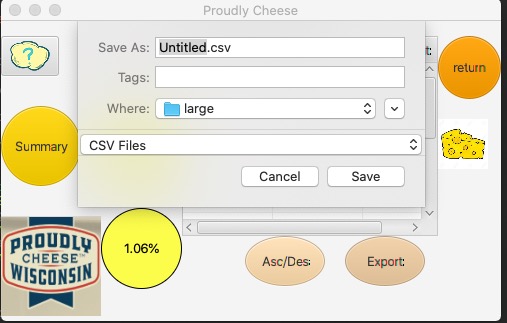 Proudly Cheese
Save As: Untitled.csv
t:
?
Tags:
return
Where: large
Summary
CSV Files
Cancel Save
PROUDLY
CHEESE™
WISCONSIN
1.06%
Asc/Des:
Export: